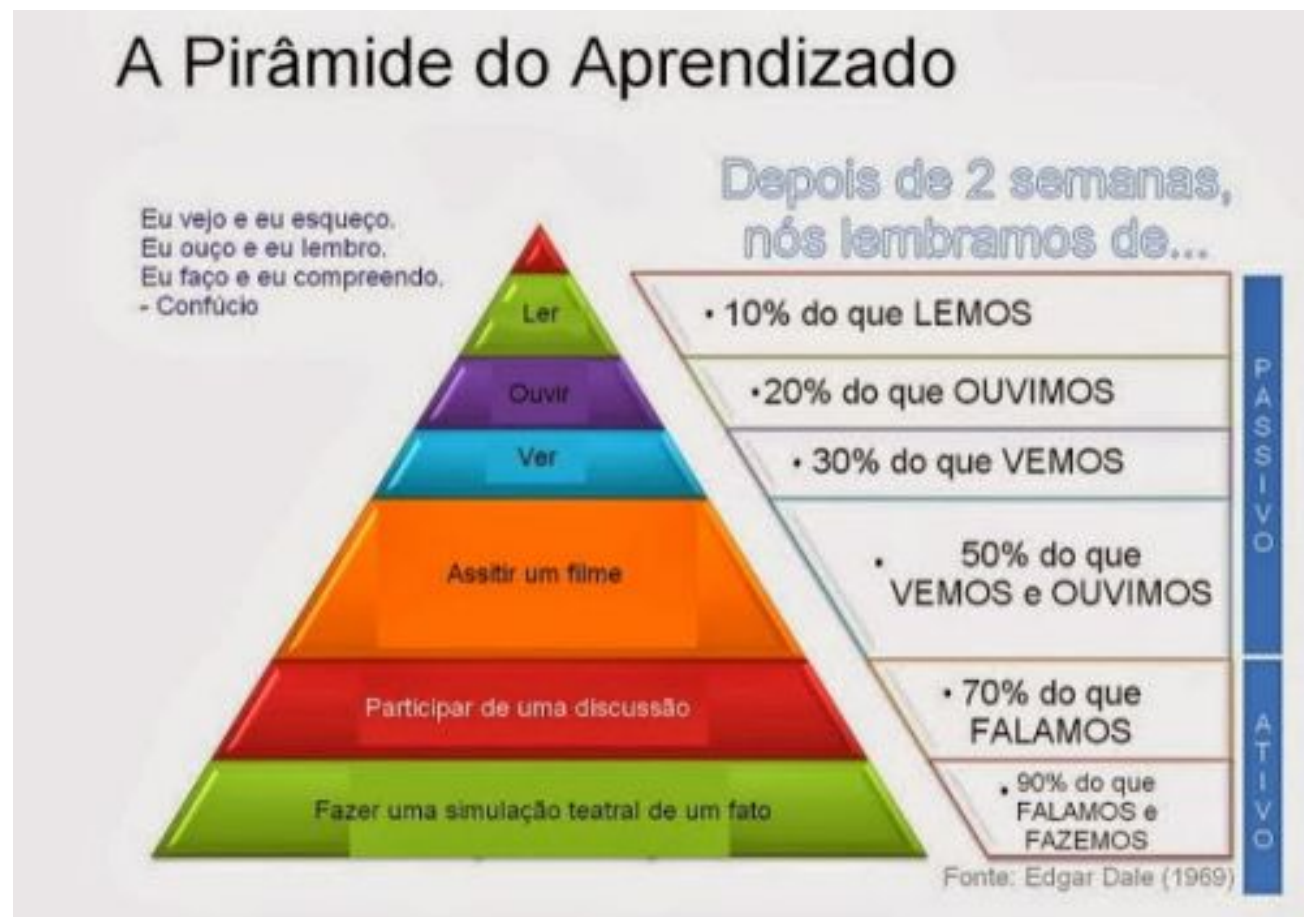 A Pirâmide do Aprendizado
Depois de 2 semanas,
nós lembramos de...
Eu vejo e eu esqueço.
Eu ouço e eu lembro.
Eu faço e eu compreendo.
- Confúcio
Ler
• 10% do que LEMOS
Ouvir
•20% do que OUVIMOS
Ver
• 30% do que VEMOS
Assitir um filme
• 50% do que
VEMOS e OUVIMOS
Participar de uma discussão
• 70% do que
FALAMOS
Fazer uma simulação teatral de um fato
• 90% do que
FALAMOS e
FAZEMOS
PASSIVO
ATIVO
Fonte: Edgar Dale (1969)